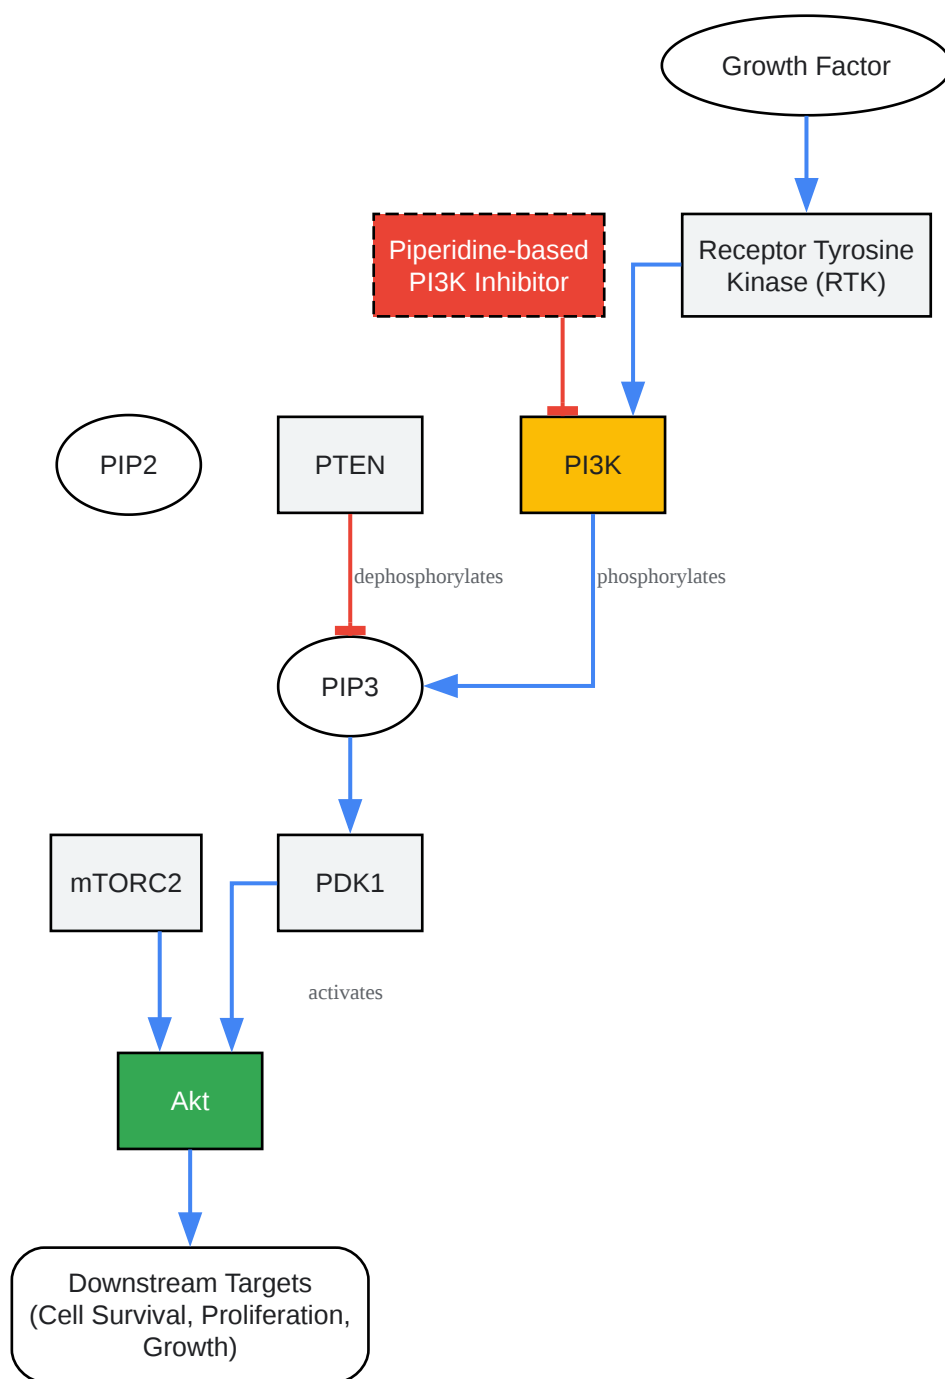 Growth Factor
Piperidine-based
PI3K Inhibitor
Receptor Tyrosine
Kinase (RTK)
PIP2
PTEN
PI3K
dephosphorylates
phosphorylates
PIP3
mTORC2
PDK1
activates
Akt
Downstream Targets
(Cell Survival, Proliferation,
Growth)